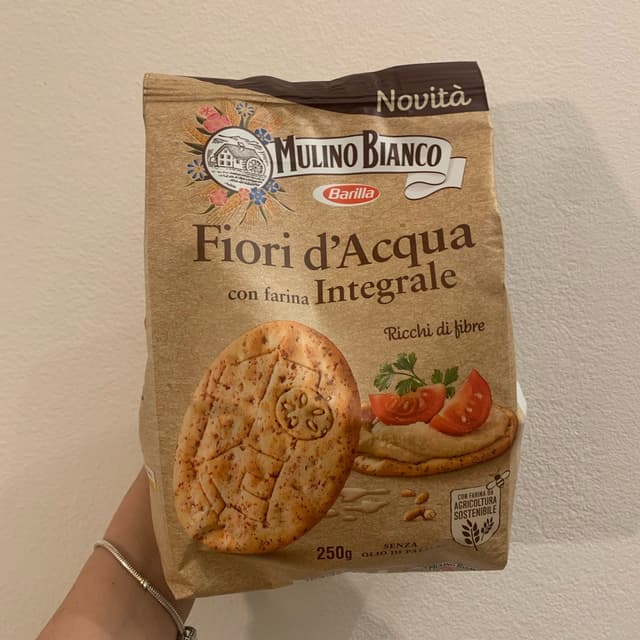 Novità
MULINO BIANCO
Barilla
Fiori d'Acqua
con farina Integrale
Ricchi di fibre
CON FARINA DA
AGRICOLTURA
SOSTENIBILE
250g
SENZA
OLIO DI